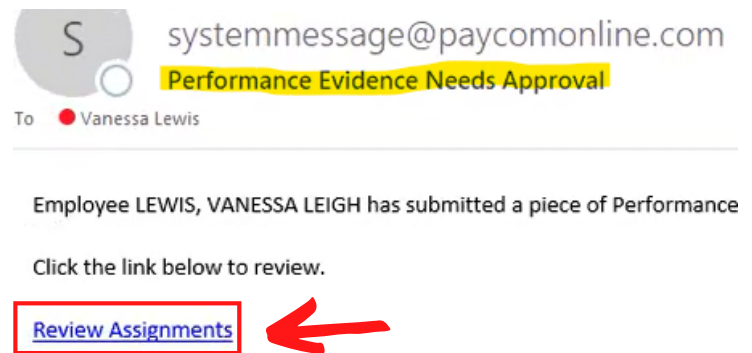 S
systemmessage@paycomonline.com
Performance Evidence Needs Approval
To Vanessa Lewis
Employee LEWIS, VANESSA LEIGH has submitted a piece of Performance
Click the link below to review.
Review Assignments